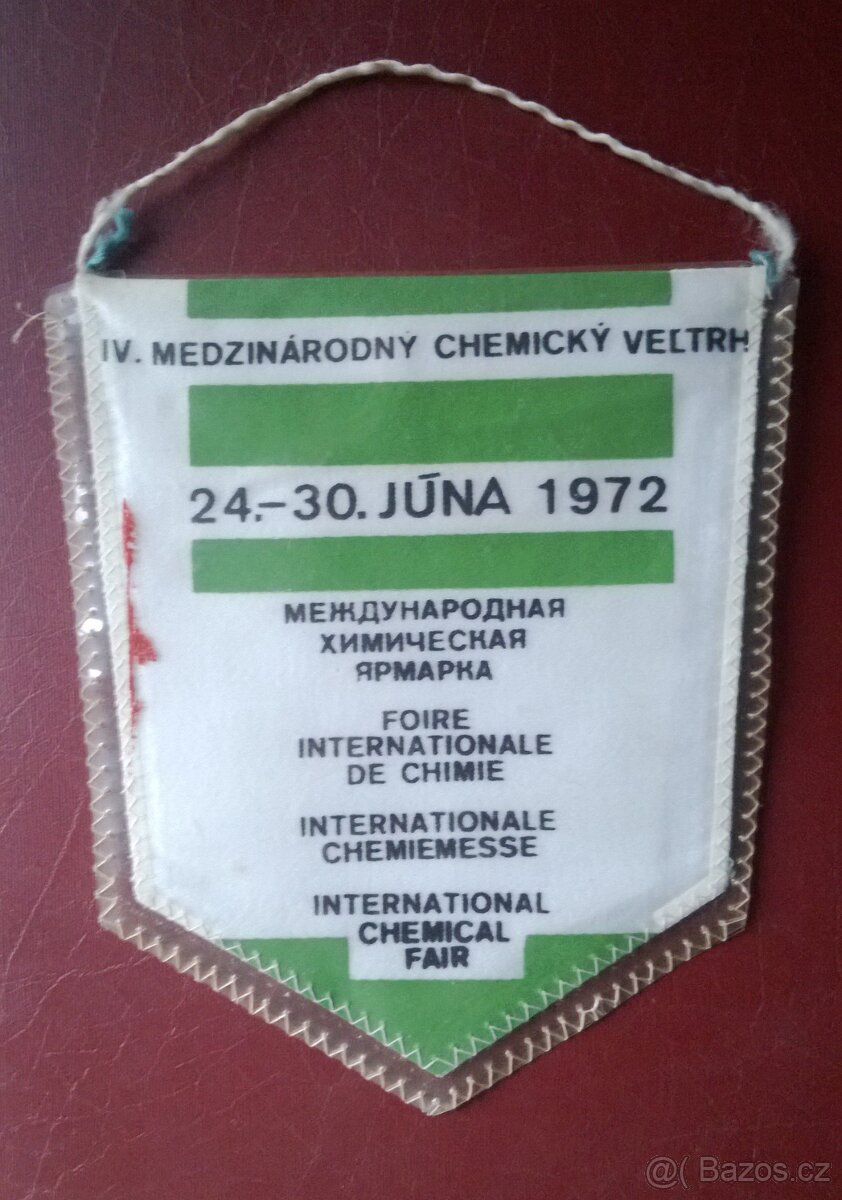 IV. MEDZINÁRODNÝ CHEMICKÝ VEĽTRH
24.–30. JÚNA 1972
МЕЖДУНАРОДНАЯ
ХИМИЧЕСКАЯ
ЯРМАРКА
FOIRE
INTERNATIONALE
DE CHIMIE
INTERNATIONALE
CHEMIEMESSE
INTERNATIONAL
CHEMICAL
FAIR
@( Bazos.cz